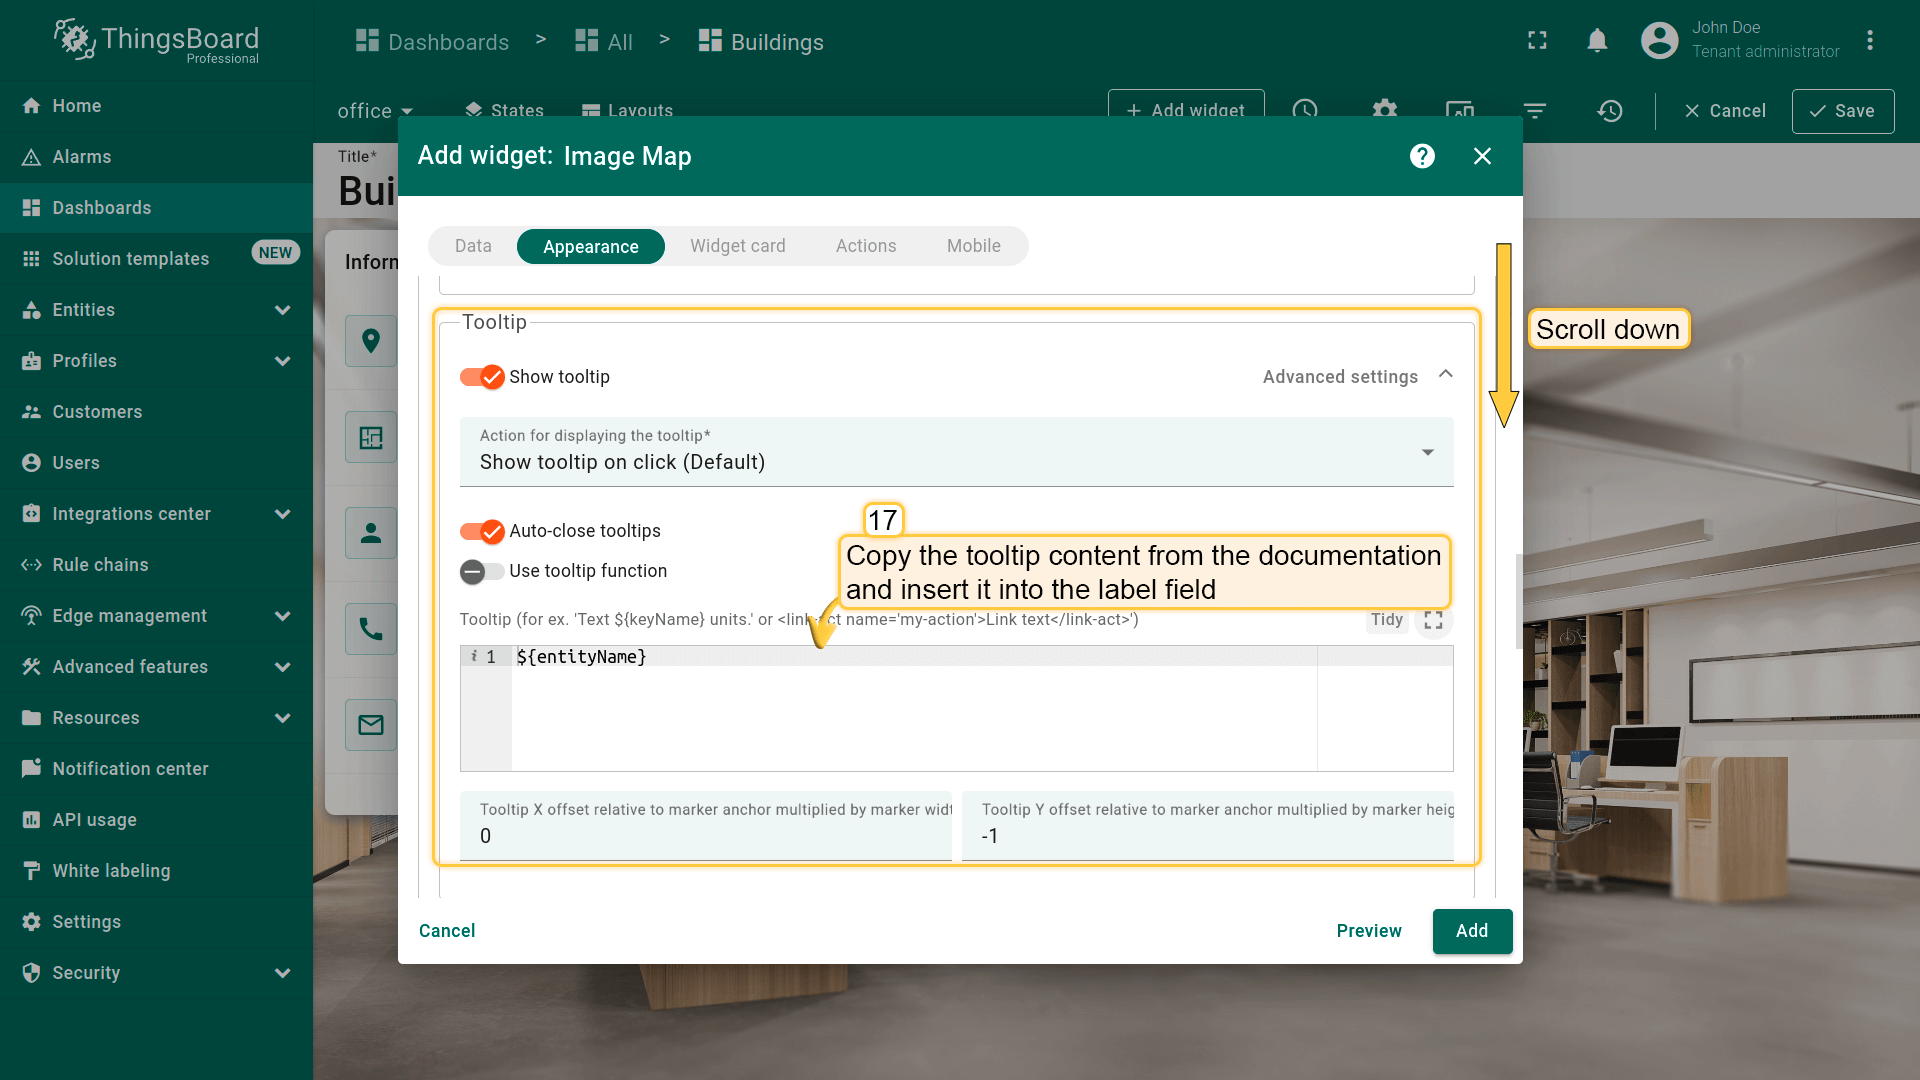 ThingsBoard
Professional
Dashboards > All > Buildings
John Doe
Tenant administrator
Home
Alarms
Dashboards
Solution templates NEW
Entities
Profiles
Customers
Users
Integrations center
Rule chains
Edge management
Advanced features
Resources
Notification center
API usage
White labeling
Settings
Security
office States Layouts + Add widget Cancel Save
Title*
Bui
Inforn
Add widget: Image Map
Data Appearance Widget card Actions Mobile
Scroll down
Tooltip
Show tooltip Advanced settings
Action for displaying the tooltip*
Show tooltip on click (Default)
Auto-close tooltips
Use tooltip function
17
Copy the tooltip content from the documentation
and insert it into the label field
Tooltip (for ex. 'Text ${keyName} units.' or <link-act name='my-action'>Link text</link-act>') Tidy
i 1 ${entityName}
Tooltip X offset relative to marker anchor multiplied by marker widt
0
Tooltip Y offset relative to marker anchor multiplied by marker heig
-1
Cancel Preview Add